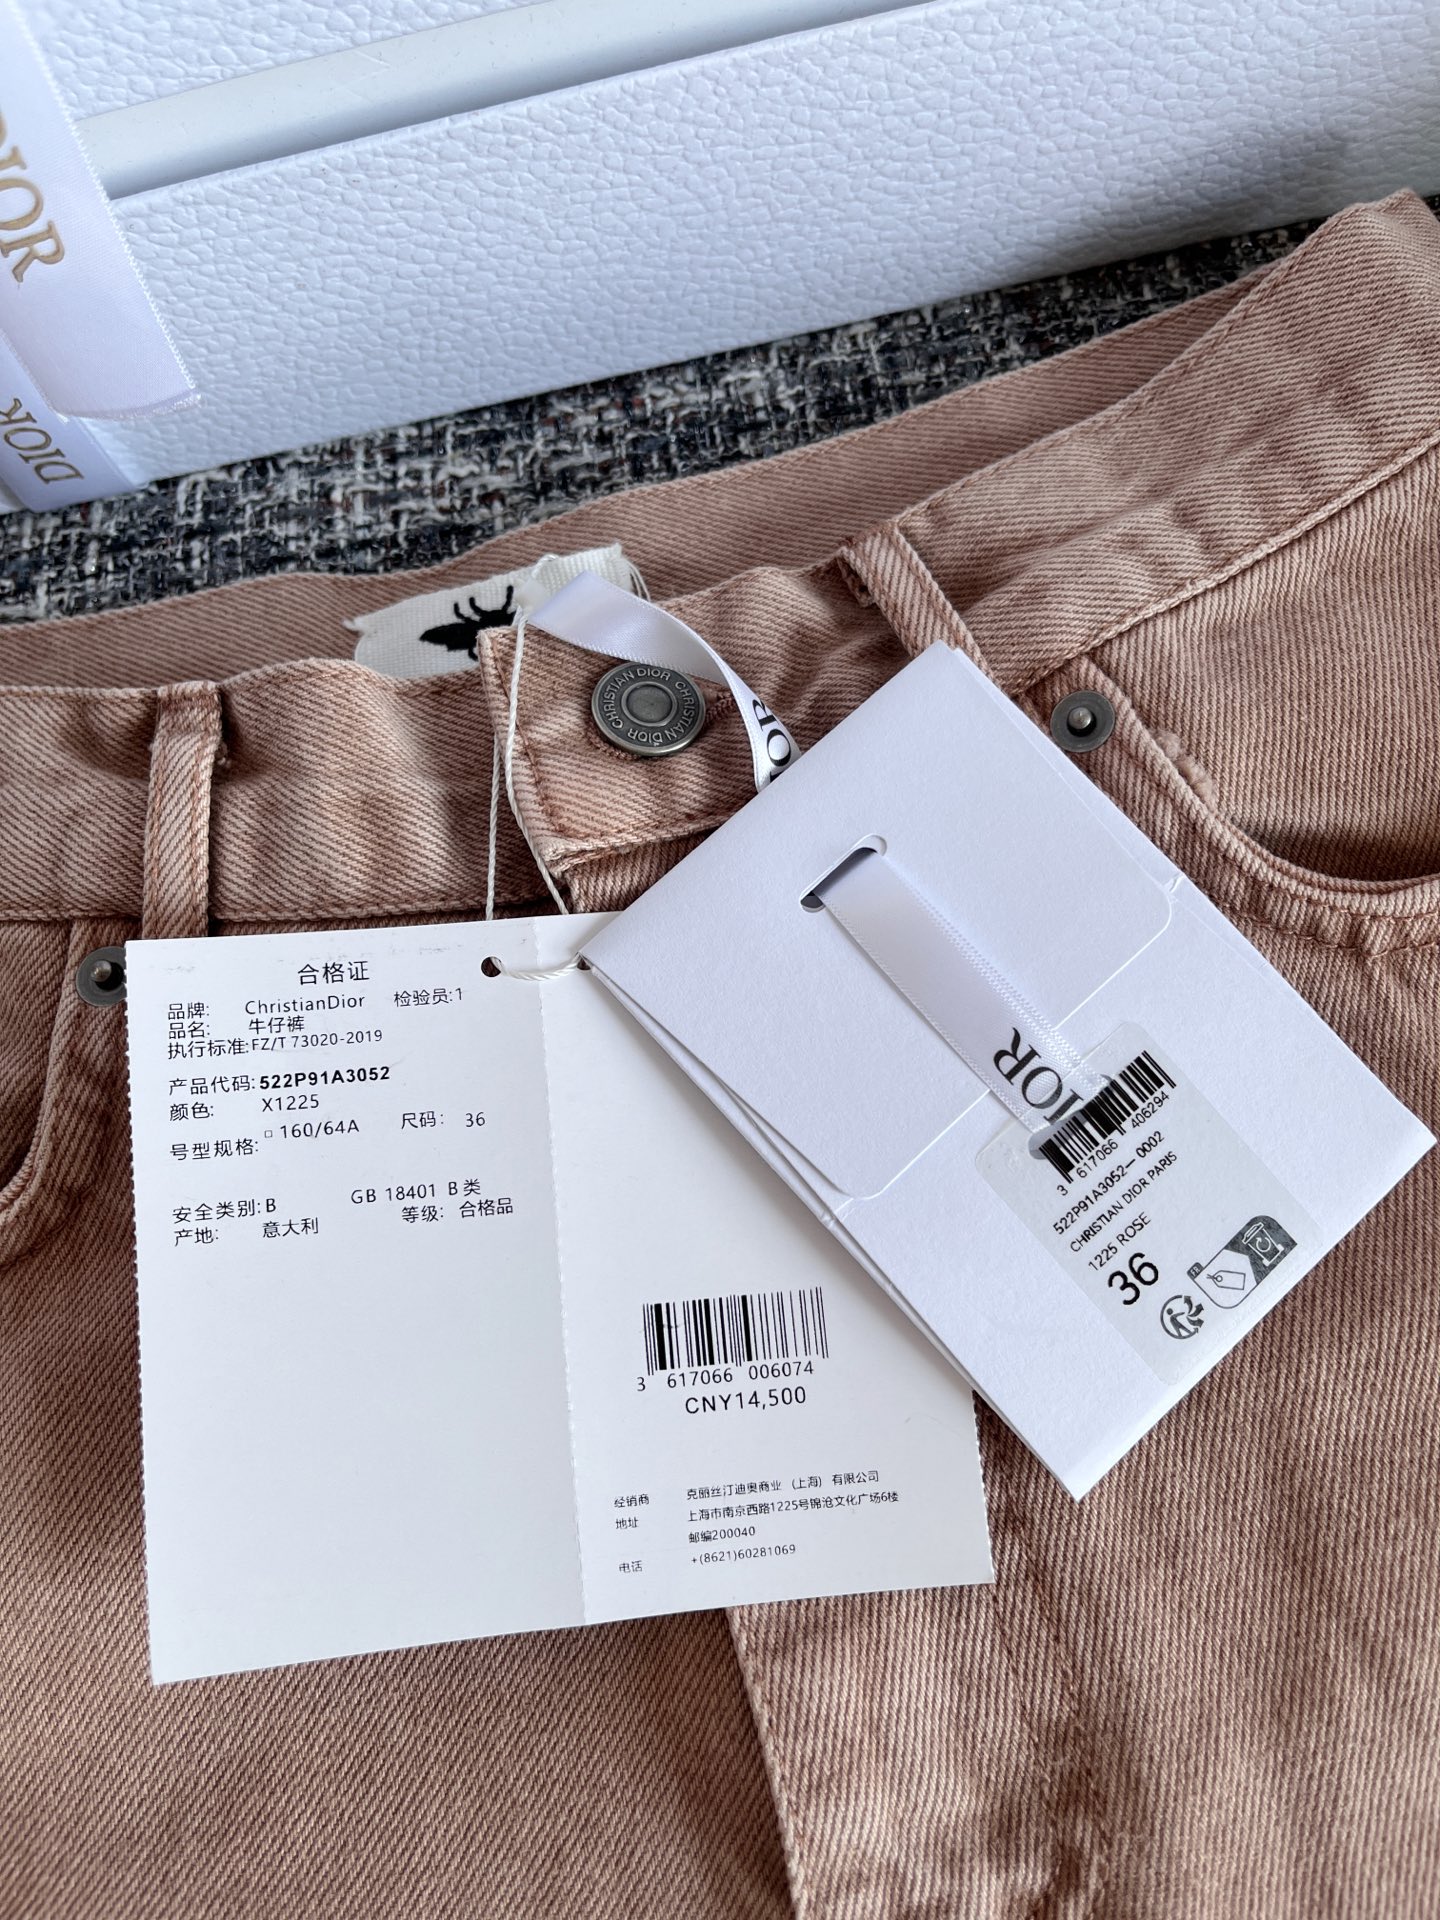 DIOR
DIOR
CHRISTIAN DIOR CHRISTIAN DIOR
合格证
品牌: ChristianDior 检验员:1
品名: 牛仔裤
执行标准:FZ/T 73020-2019
产品代码:522P91A3052
颜色: X1225
号型规格:□160/64A 尺码: 36
安全类别:B GB 18401 B类
产地: 意大利 等级: 合格品
3 617066 006074
CNY14,500
经销商 克丽丝汀迪奥商业（上海）有限公司
地址 上海市南京西路1225号锦沧文化广场6楼
邮编200040
电话 +(8621)60281069
DIOR
3 617066 406294
522P91A3052-0002
CHRISTIAN DIOR PARIS
1225 ROSE
36
FR